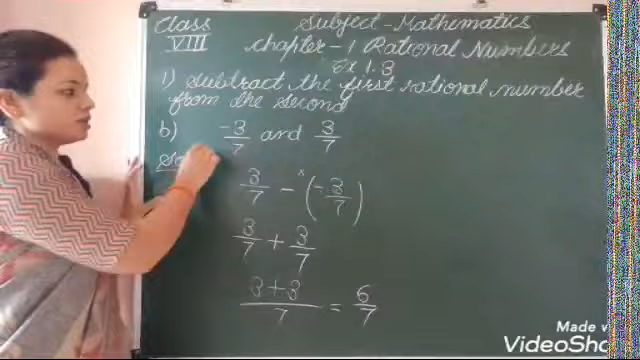 Class
VIII
Subject-Mathematics
Chapter-1 Rational Numbers
Ex 1.3
1) Subtract the first rational number
from the second
b) -3/7 and 3/7
3/7 - (-3/7)
3/7 + 3/7
3+3/7 = 6/7
Made w
VideoSho